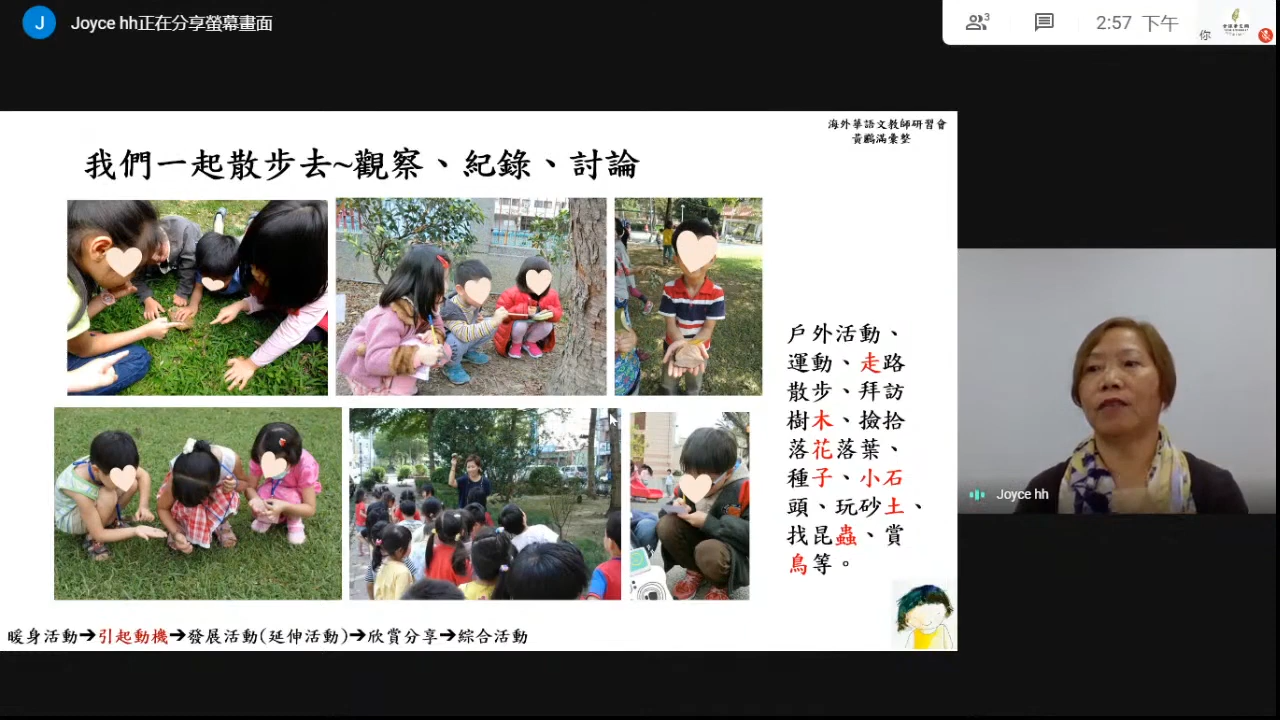 J
Joyce hh正在分享螢幕畫面
3
2:57 下午
你
海外華語文教師研習會
黃鸝滿彙整
我們一起散步去~觀察、紀錄、討論
戶外活動、
運動、走路
散步、拜訪
樹木、撿拾
落花落葉、
種子、小石
頭、玩砂土、
找昆蟲、賞
鳥等。
Joyce hh
暖身活動→引起動機→發展活動(延伸活動)→欣賞分享→綜合活動